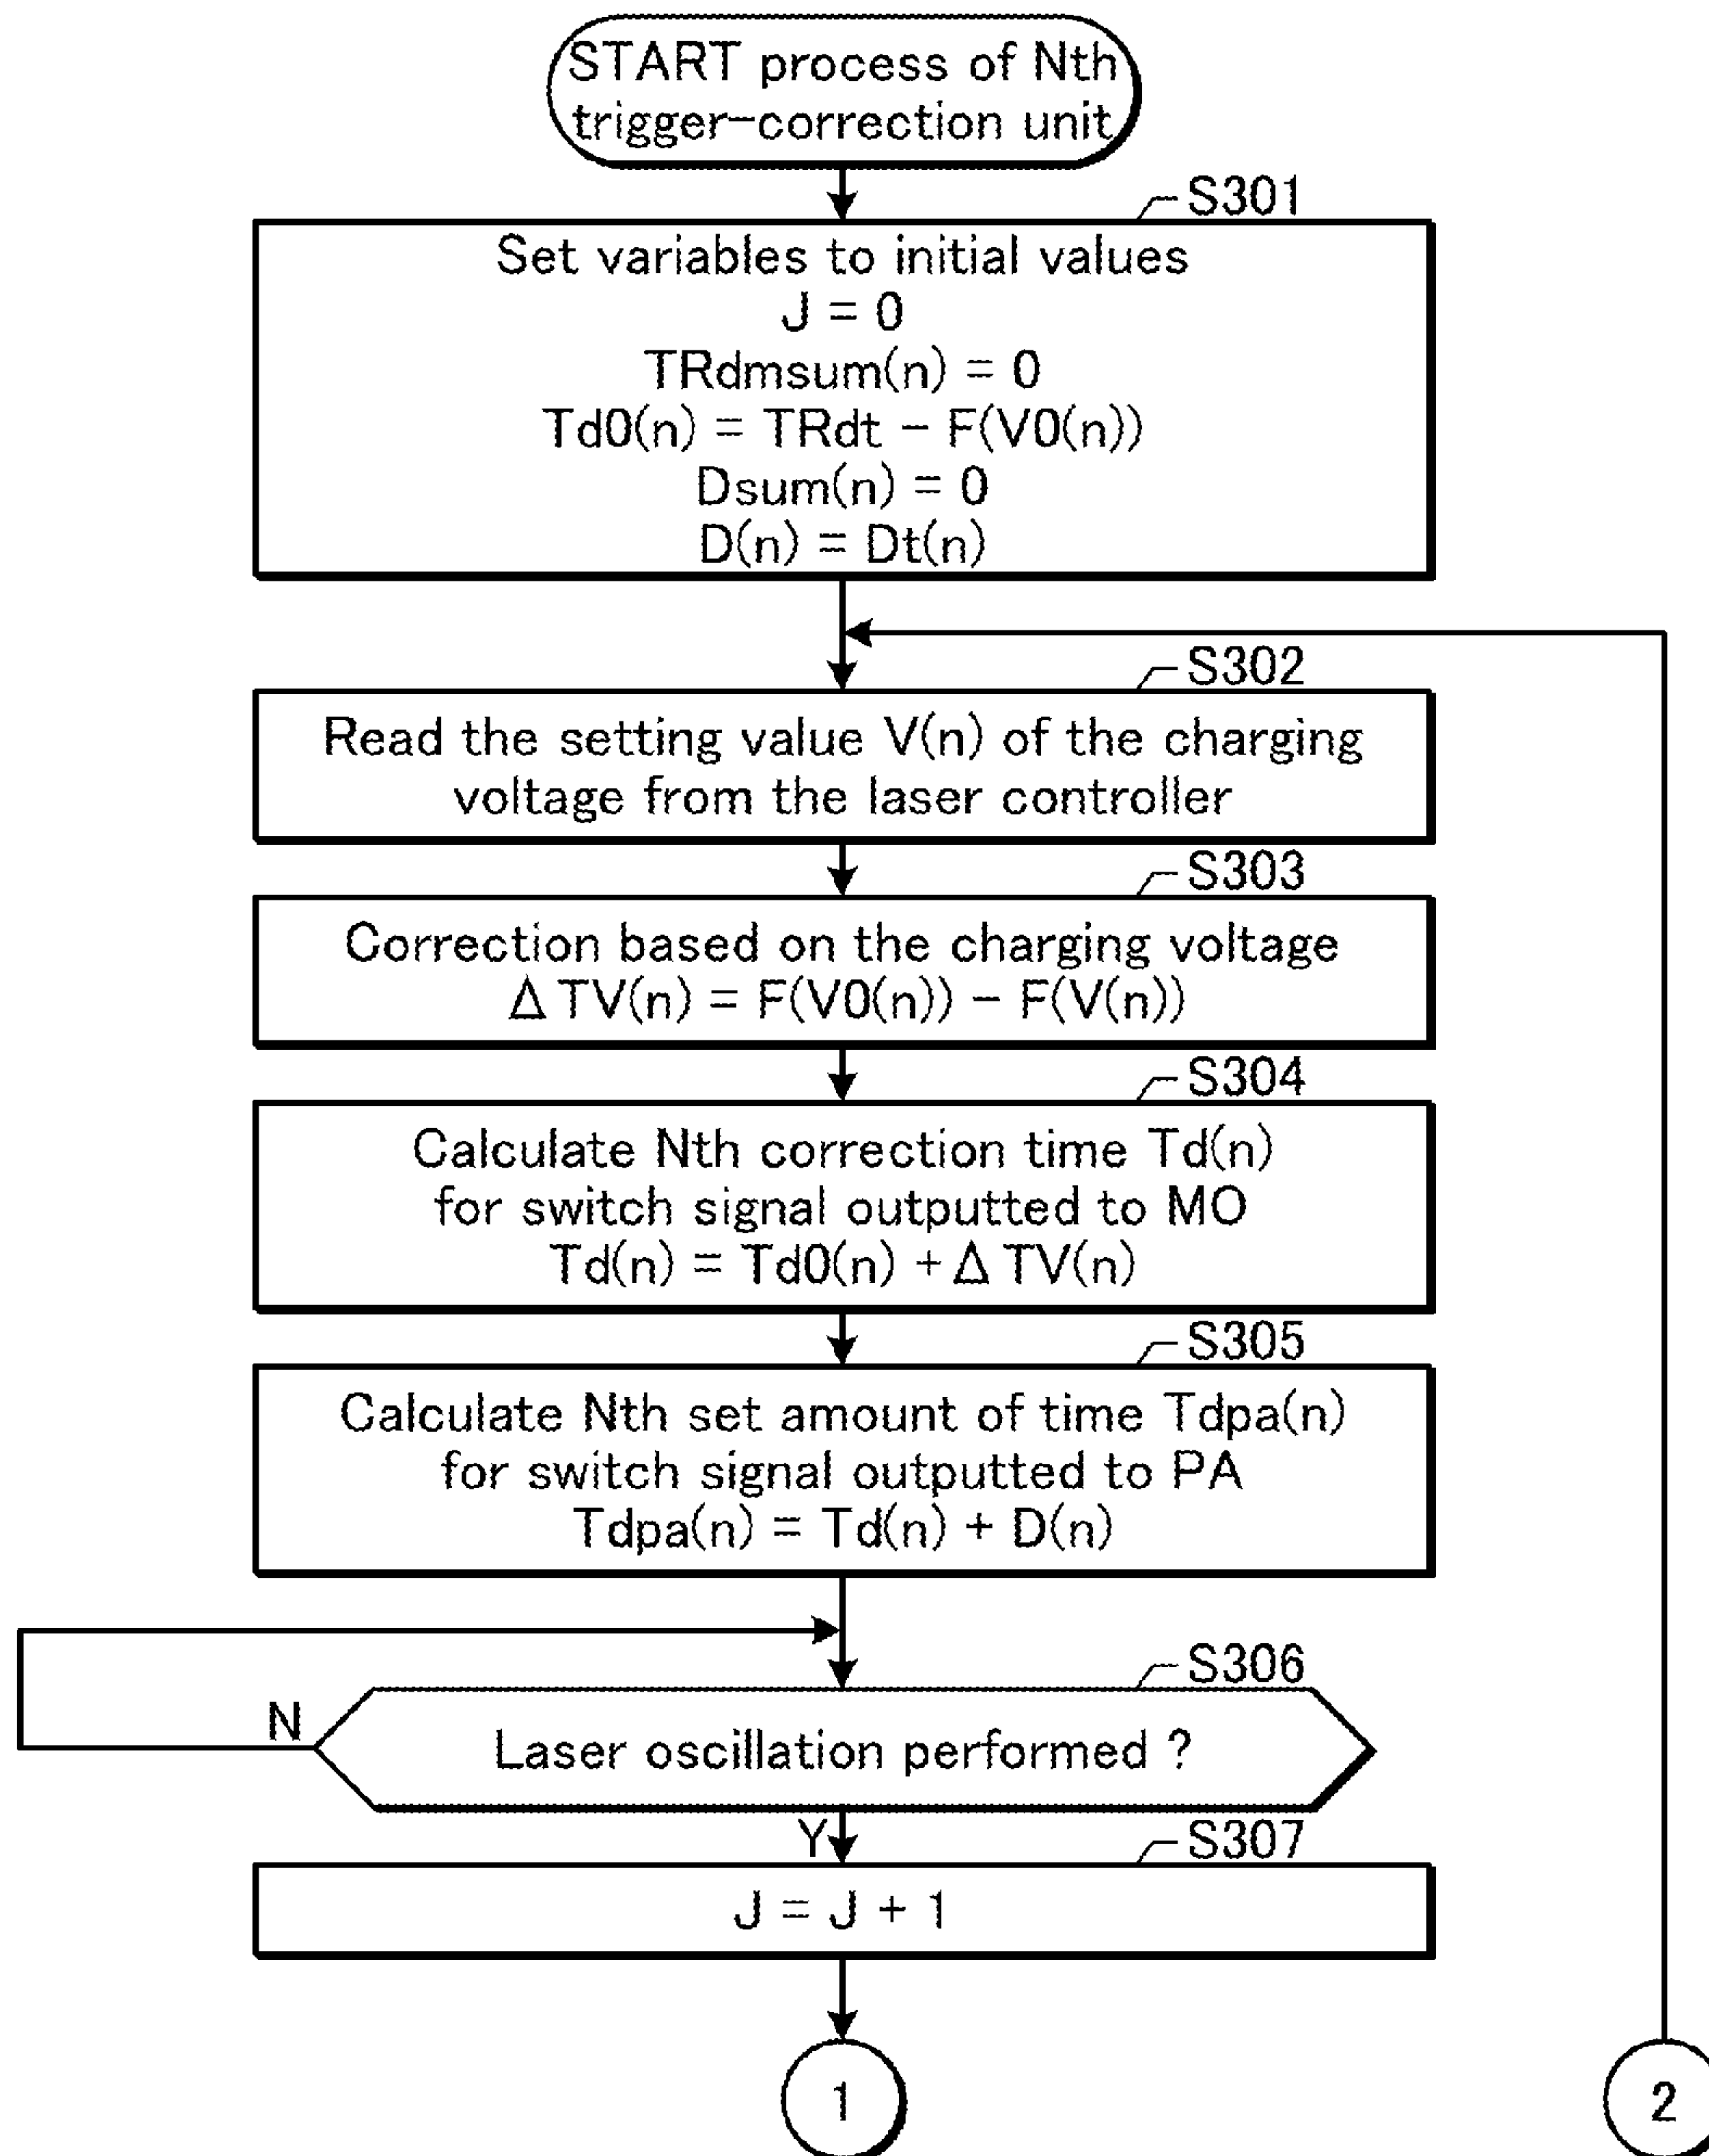 START process of Nth
trigger-correction unit
S301
Set variables to initial values
J = 0
TRdmsum(n) = 0
Td0(n) = TRdt - F(V0(n))
Dsum(n) = 0
D(n) = Dt(n)
S302
Read the setting value V(n) of the charging
voltage from the laser controller
S303
Correction based on the charging voltage
Δ TV(n) = F(V0(n)) - F(V(n))
S304
Calculate Nth correction time Td(n)
for switch signal outputted to MO
Td(n) = Td0(n) + Δ TV(n)
S305
Calculate Nth set amount of time Tdpa(n)
for switch signal outputted to PA
Tdpa(n) = Td(n) + D(n)
S306
N
Laser oscillation performed ?
Y
S307
J = J + 1
1
2